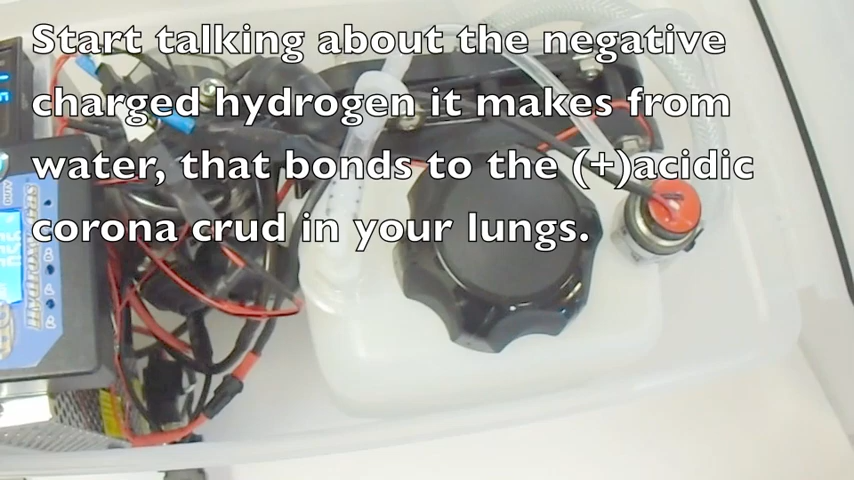 Start talking about the negative
charged hydrogen it makes from
water, that bonds to the (+)acidic
corona crud in your lungs.